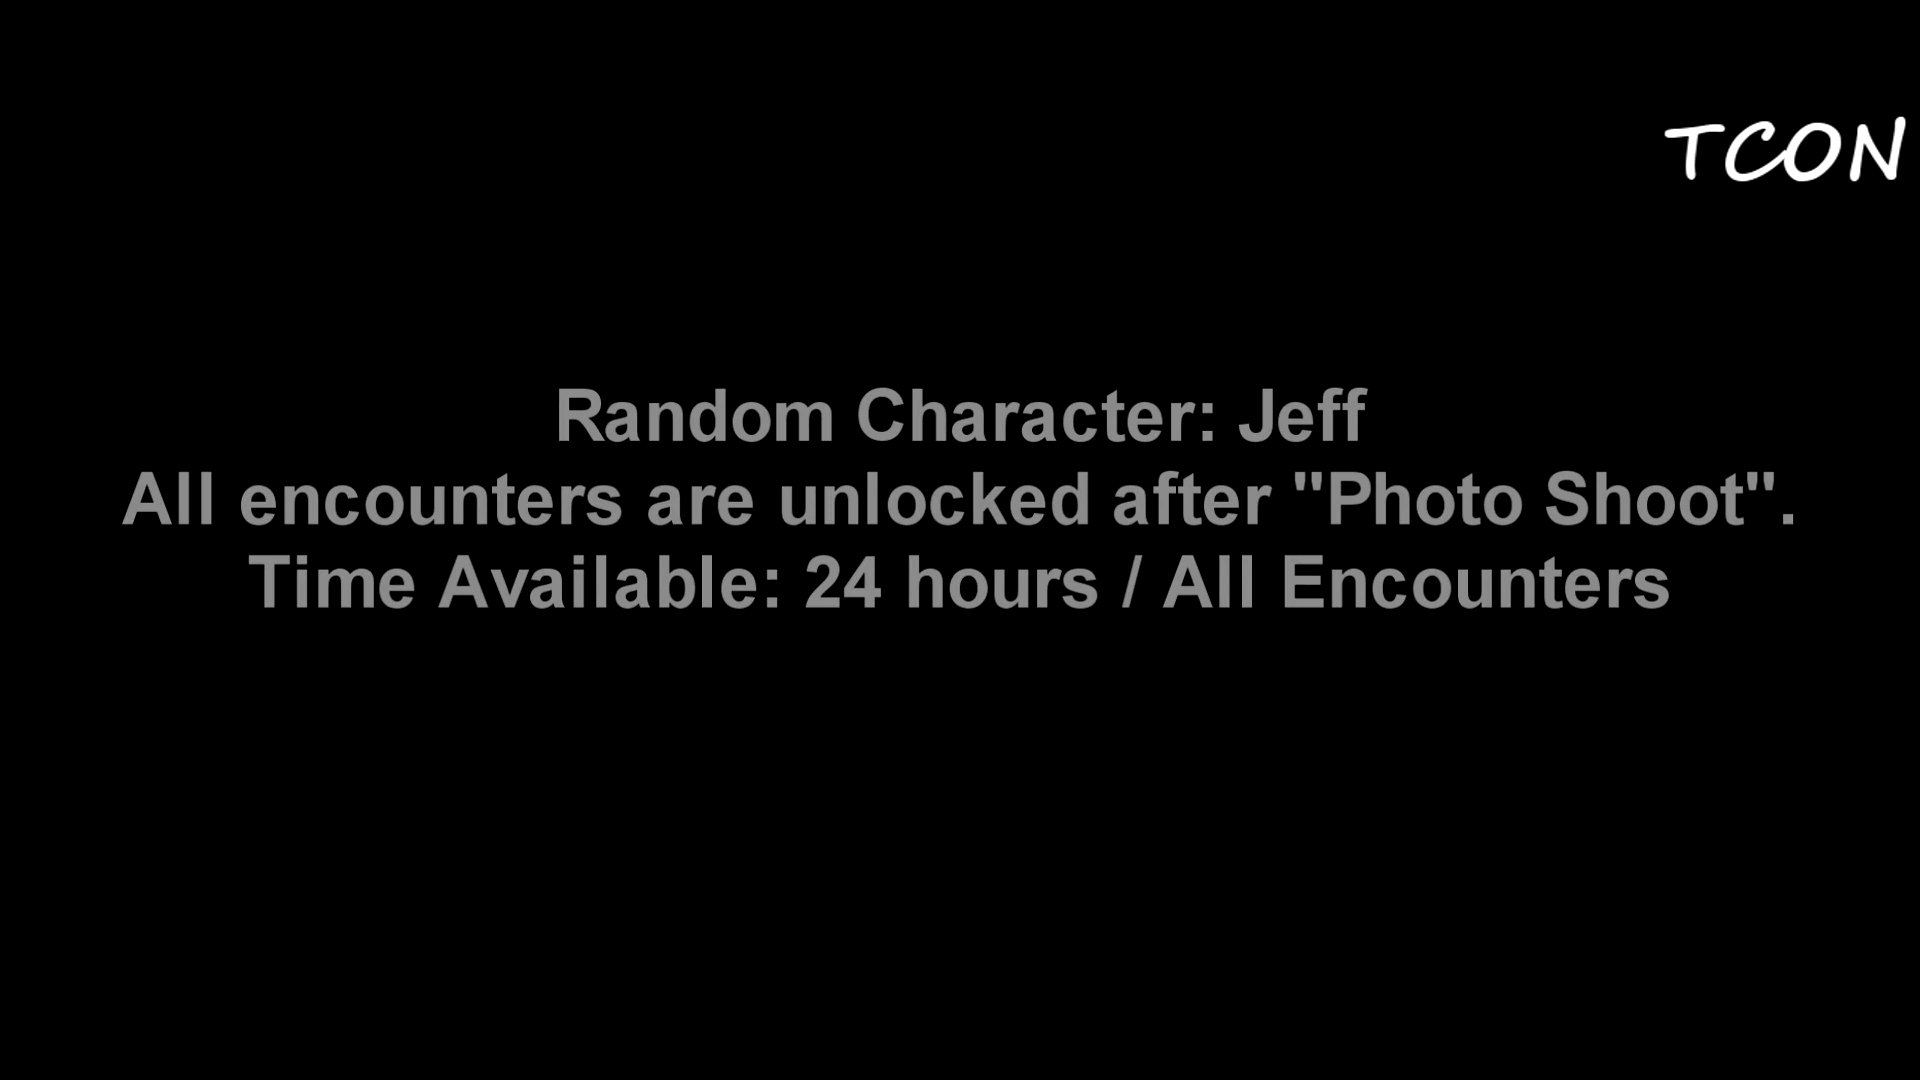 TCON
Random Character: Jeff
All encounters are unlocked after "Photo Shoot".
Time Available: 24 hours / All Encounters